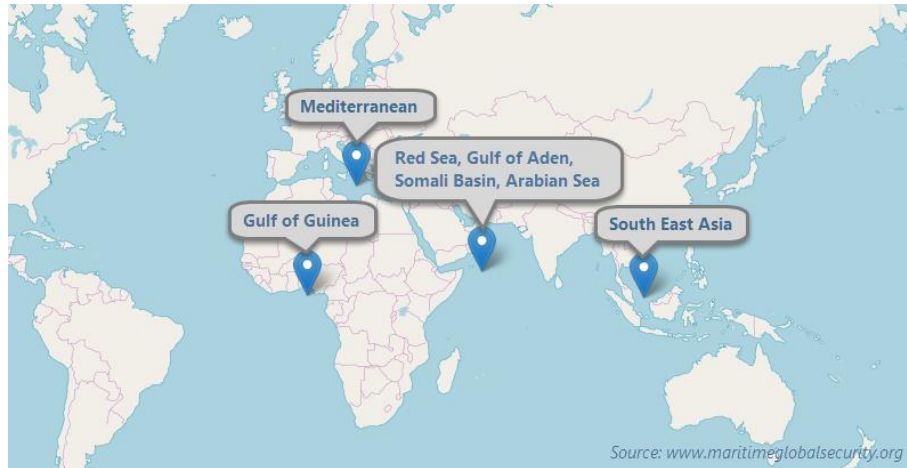 Mediterranean
Red Sea, Gulf of Aden,
Somali Basin, Arabian Sea
Gulf of Guinea
South East Asia
Source: www.maritimeglobalsecurity.org